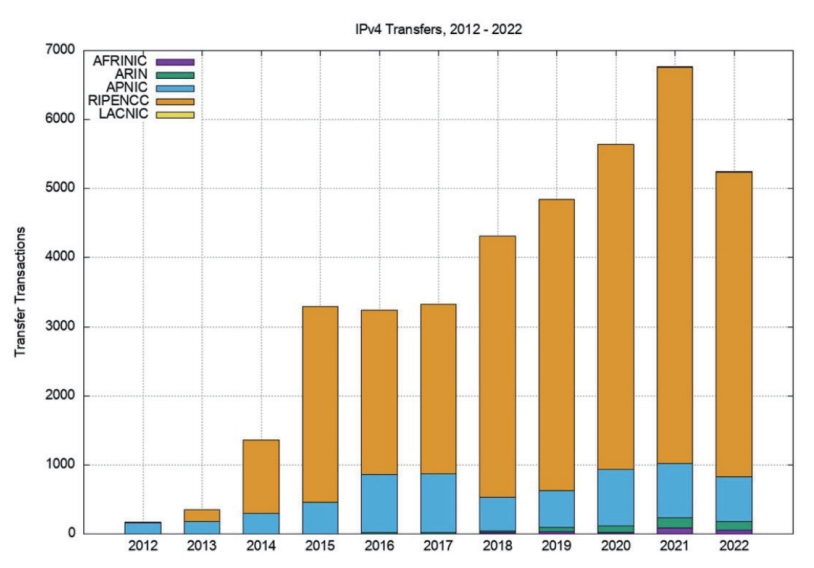 IPv4 Transfers, 2012 - 2022
7000
AFRINIC
ARIN
APNIC
RIPENCC
LACNIC
6000
5000
4000
3000
2000
1000
0
Transfer Transactions
2012 2013 2014 2015 2016 2017 2018 2019 2020 2021 2022